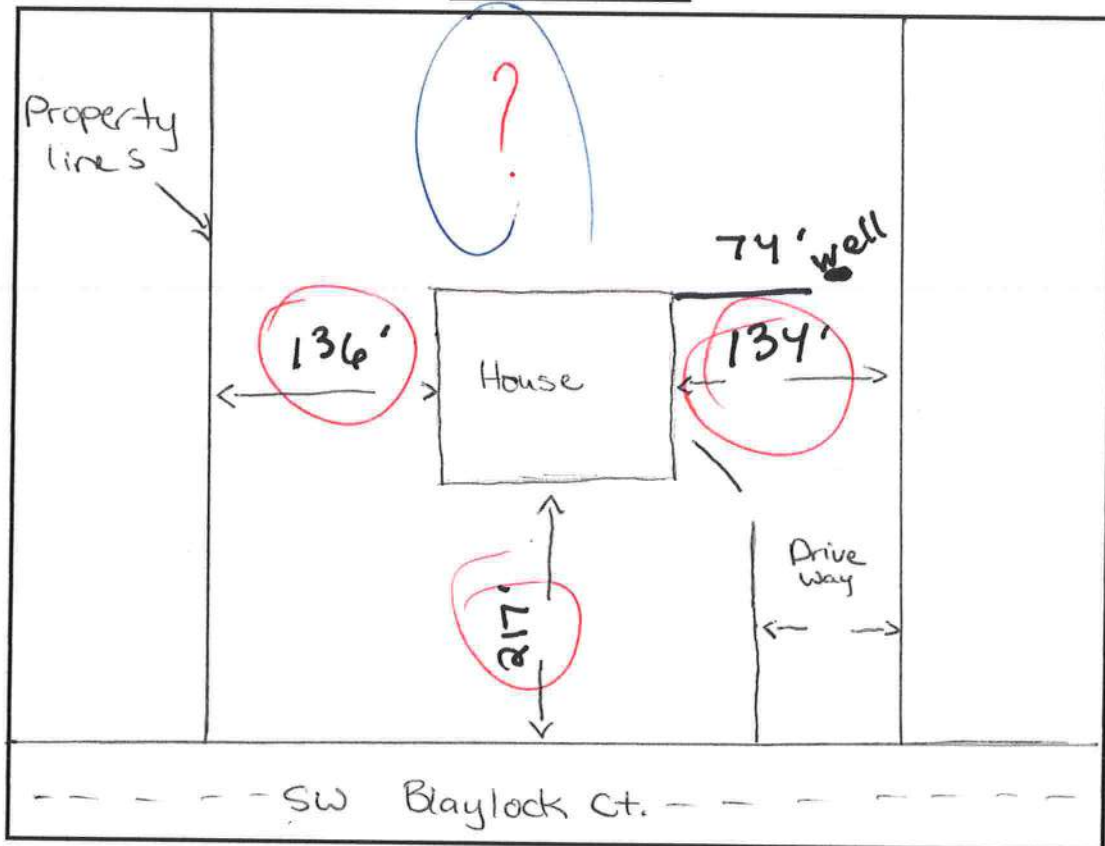 ?
Property
lines
74' well
136'
134'
House
217'
Drive
way
SW Blaylock Ct.